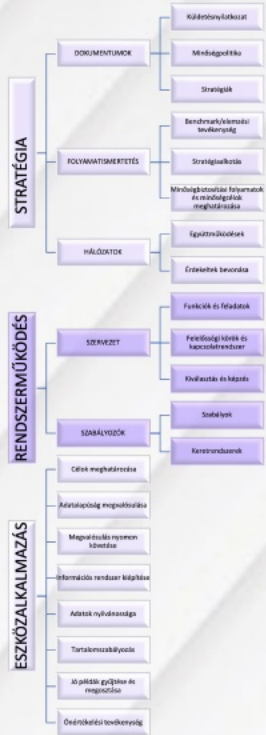 STRATÉGIA
DOKUMENTUMOK
Küldetésnyilatkozat
Minőségpolitika
Stratégiák
FOLYAMATISMERTETÉS
Benchmark/elemzési
tevékenység
Stratégiaalkotás
Minőségbiztosítási folyamatok
és minőségcélok
meghatározása
HÁLÓZATOK
Együttműködések
Érdekeltek bevonása
RENDSZERMŰKÖDÉS
SZERVEZET
Funkciók és feladatok
Felelősségi körök és
kapcsolatrendszer
Kiválasztás és képzés
SZABÁLYOZÓK
Szabályok
Keretrendszerek
ESZKÖZALKALMAZÁS
Célok meghatározása
Adatalapúság megvalósulása
Megvalósulás nyomon
követése
Információs rendszer kiépítése
Adatok nyilvánossága
Tartalomszabályozás
Jó példák gyűjtése és
megosztása
Önértékelési tevékenység